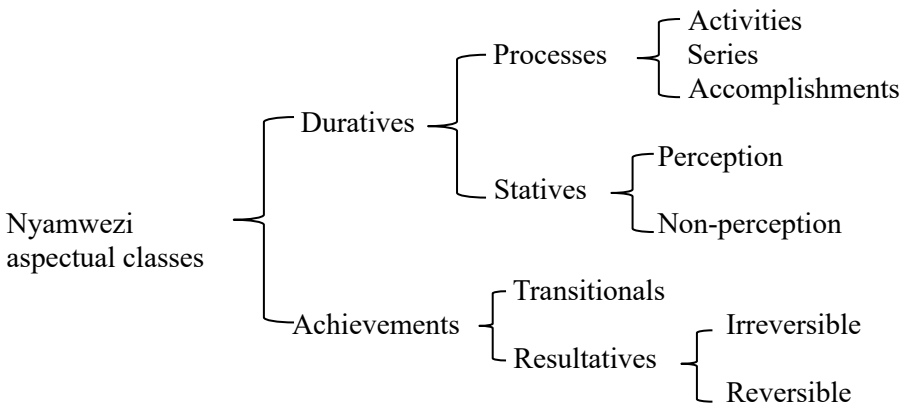 Activities
Processes Series
Accomplishments
Duratives
Perception
Statives
Non-perception
Nyamwezi
aspectual classes
Transitionals
Achievements
Irreversible
Resultatives
Reversible